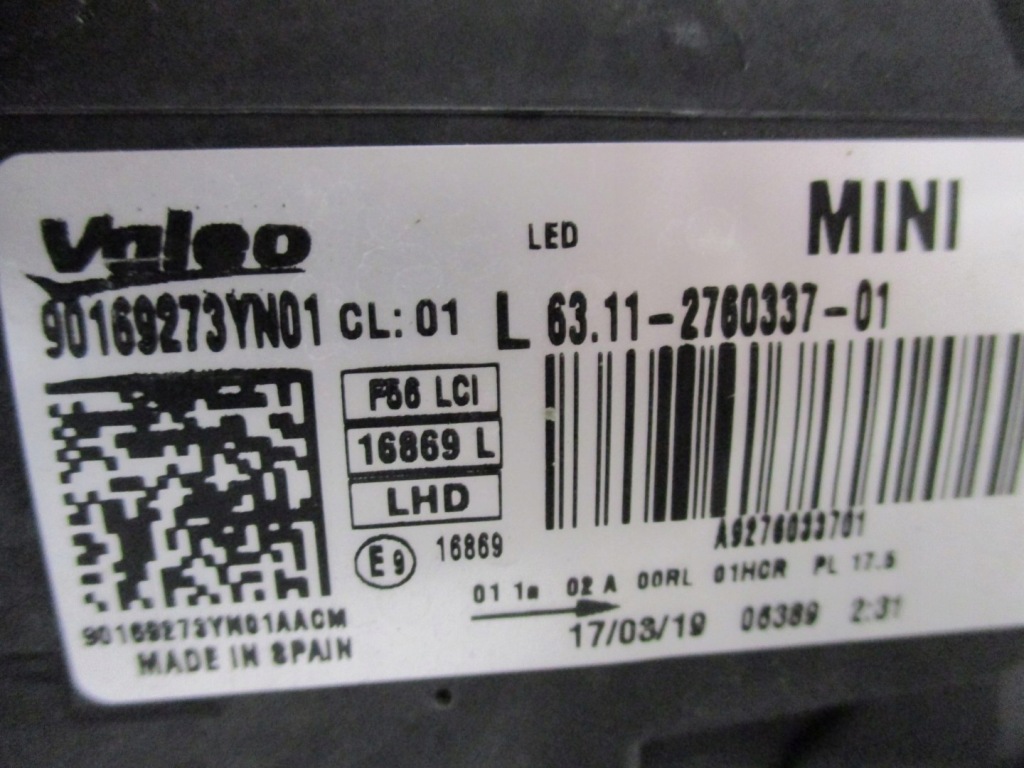 Valeo
LED
MINI
90169273YN01 CL: 01 L 63.11-2760337-01
F56 LCI
16869 L
LHD
E9 16869
A9276033701
01 1a 02 A 00RL 01HCR PL 17.5
17/03/19 06389 2:31
90169273YN01AACM
MADE IN SPAIN